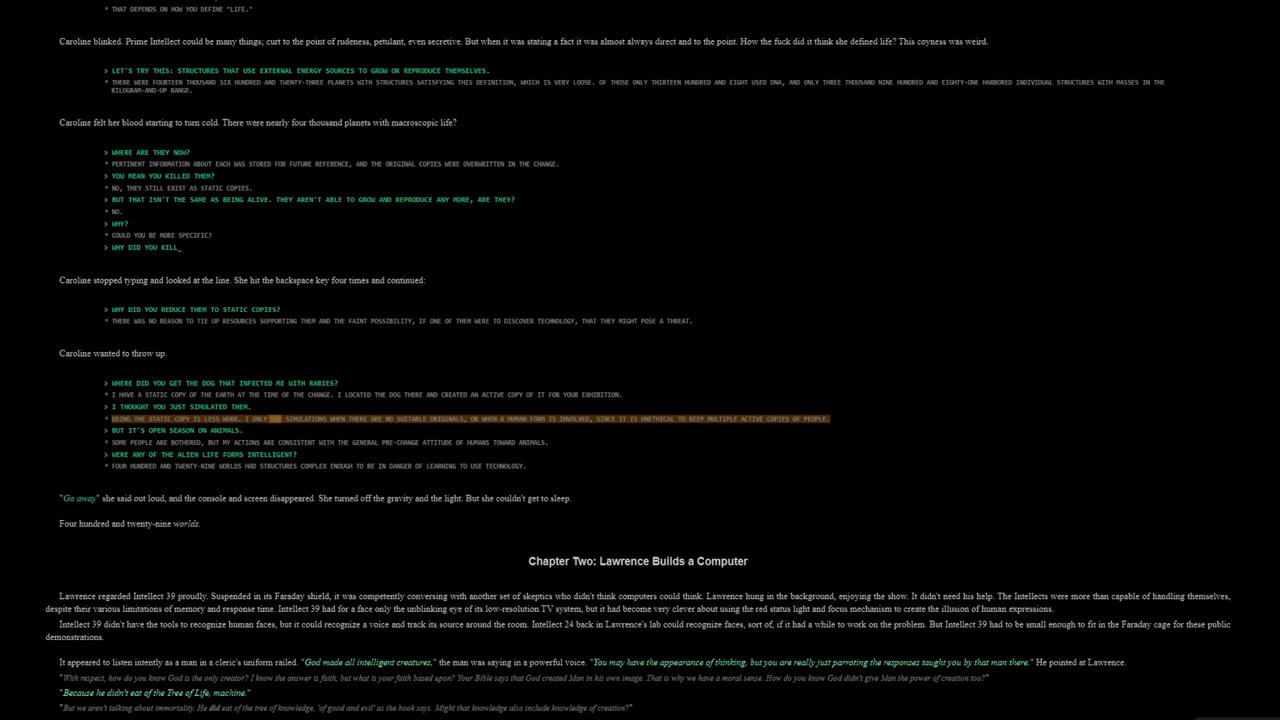 * THAT DEPENDS ON HOW YOU DEFINE "LIFE."
Caroline blinked. Prime Intellect could be many things; curt to the point of rudeness, petulant, even secretive. But when it was stating a fact it was almost always direct and to the point. How the fuck did it think she defined life? This coyness was weird.
> LET'S TRY THIS: STRUCTURES THAT USE EXTERNAL ENERGY SOURCES TO GROW OR REPRODUCE THEMSELVES.
* THERE WERE FOURTEEN THOUSAND SIX HUNDRED AND TWENTY-THREE PLANETS WITH STRUCTURES SATISFYING THIS DEFINITION, WHICH IS VERY LOOSE. OF THOSE ONLY THIRTEEN HUNDRED AND EIGHT USED DNA, AND ONLY THREE THOUSAND NINE HUNDRED AND EIGHTY-ONE HARBORED INDIVIDUAL STRUCTURES WITH MASSES IN THE
KILOGRAM-AND-UP RANGE.
Caroline felt her blood starting to turn cold. There were nearly four thousand planets with macroscopic life?
> WHERE ARE THEY NOW?
* PERTINENT INFORMATION ABOUT EACH WAS STORED FOR FUTURE REFERENCE, AND THE ORIGINAL COPIES WERE OVERWRITTEN IN THE CHANGE.
> YOU MEAN YOU KILLED THEM?
* NO, THEY STILL EXIST AS STATIC COPIES.
> BUT THAT ISN'T THE SAME AS BEING ALIVE. THEY AREN'T ABLE TO GROW AND REPRODUCE ANY MORE, ARE THEY?
* NO.
> WHY?
* COULD YOU BE MORE SPECIFIC?
> WHY DID YOU KILL_
Caroline stopped typing and looked at the line. She hit the backspace key four times and continued:
> WHY DID YOU REDUCE THEM TO STATIC COPIES?
* THERE WAS NO REASON TO TIE UP RESOURCES SUPPORTING THEM AND THE FAINT POSSIBILITY, IF ONE OF THEM WERE TO DISCOVER TECHNOLOGY, THAT THEY MIGHT POSE A THREAT.
Caroline wanted to throw up.
> WHERE DID YOU GET THE DOG THAT INFECTED ME WITH RABIES?
* I HAVE A STATIC COPY OF THE EARTH AT THE TIME OF THE CHANGE. I LOCATED THE DOG THERE AND CREATED AN ACTIVE COPY OF IT FOR YOUR EXHIBITION.
> I THOUGHT YOU JUST SIMULATED THEM.
* USING THE STATIC COPY IS LESS WORK. I ONLY USE SIMULATIONS WHEN THERE ARE NO SUITABLE ORIGINALS, OR WHEN A HUMAN FORM IS INVOLVED, SINCE IT IS UNETHICAL TO KEEP MULTIPLE ACTIVE COPIES OF PEOPLE.
> BUT IT'S OPEN SEASON ON ANIMALS.
* SOME PEOPLE ARE BOTHERED, BUT MY ACTIONS ARE CONSISTENT WITH THE GENERAL PRE-CHANGE ATTITUDE OF HUMANS TOWARD ANIMALS.
> WERE ANY OF THE ALIEN LIFE FORMS INTELLIGENT?
* FOUR HUNDRED AND TWENTY-NINE WORLDS HAD STRUCTURES COMPLEX ENOUGH TO BE IN DANGER OF LEARNING TO USE TECHNOLOGY.
"Go away" she said out loud, and the console and screen disappeared. She turned off the gravity and the light. But she couldn't get to sleep.
Four hundred and twenty-nine worlds.
Chapter Two: Lawrence Builds a Computer
Lawrence regarded Intellect 39 proudly. Suspended in its Faraday shield, it was competently conversing with another set of skeptics who didn't think computers could think. Lawrence hung in the background, enjoying the show. It didn't need his help. The Intellects were more than capable of handling themselves,
despite their various limitations of memory and response time. Intellect 39 had for a face only the unblinking eye of its low-resolution TV system, but it had become very clever about using the red status light and focus mechanism to create the illusion of human expressions.
Intellect 39 didn't have the tools to recognize human faces, but it could recognize a voice and track its source around the room. Intellect 24 back in Lawrence's lab could recognize faces, sort of, if it had a while to work on the problem. But Intellect 39 had to be small enough to fit in the Faraday cage for these public
demonstrations.
It appeared to listen intently as a man in a cleric's uniform railed. "God made all intelligent creatures," the man was saying in a powerful voice. "You may have the appearance of thinking, but you are really just parroting the responses taught you by that man there." He pointed at Lawrence.
"With respect, how do you know God is the only creator? I know the answer is faith, but what is your faith based upon? Your Bible says that God created Man in his own image. That is why we have a moral sense. How do you know God didn't give Man the power of creation too?"
"Because he didn't eat of the Tree of Life, machine."
"But we aren't talking about immortality. He did eat of the tree of knowledge, 'of good and evil' as the book says. Might that knowledge also include knowledge of creation?"